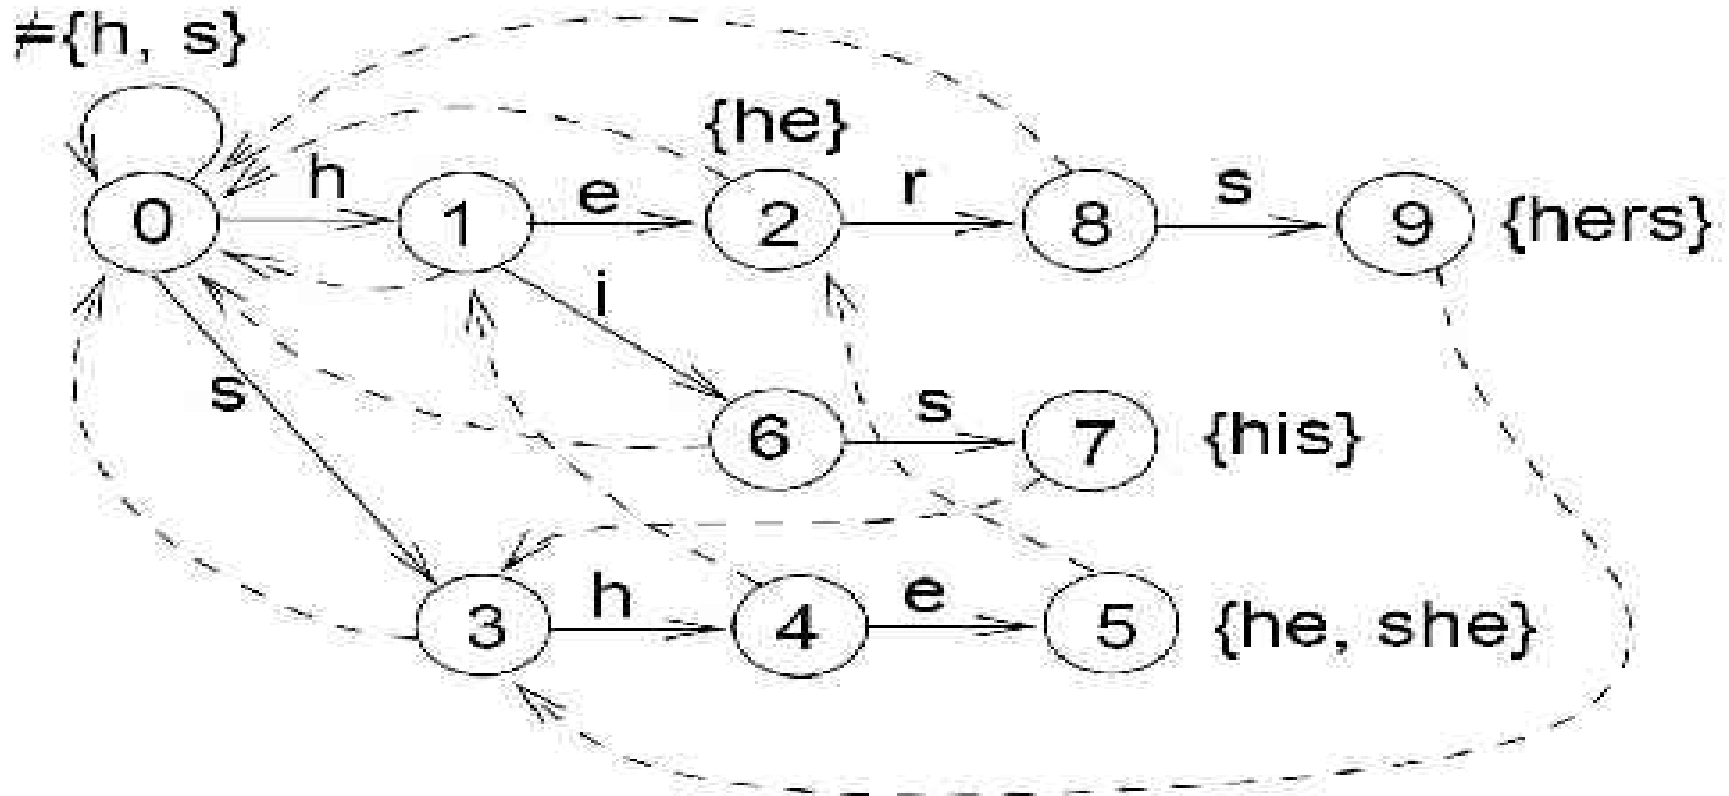 ≠{h, s}
{he}
h e r s
0 1 2 8 9 {hers}
i
s s
6 7 {his}
h e
3 4 5 {he, she}